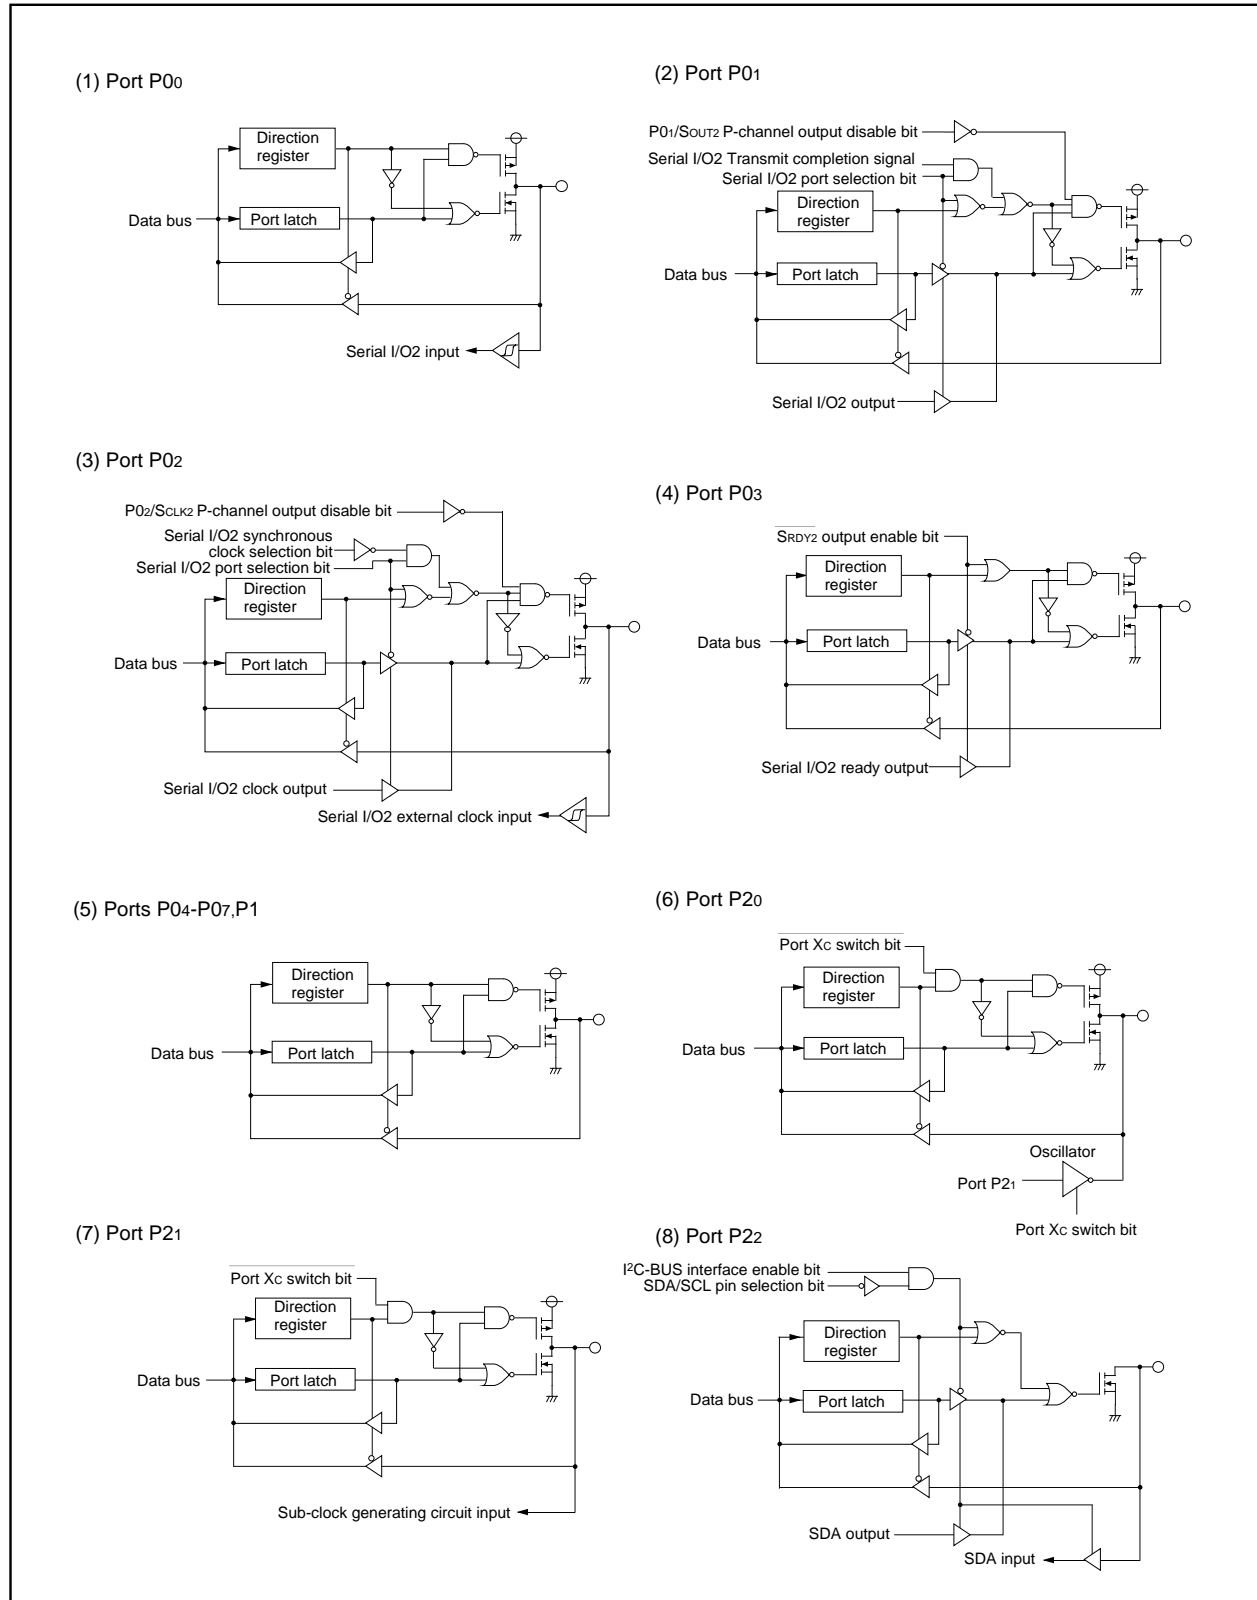 (1) Port P00
Direction
register
Data bus
Port latch
Serial I/O2 input
(2) Port P01
P01/SOUT2 P-channel output disable bit
Serial I/O2 Transmit completion signal
Serial I/O2 port selection bit
Direction
register
Data bus
Port latch
Serial I/O2 output
(3) Port P02
P02/SCLK2 P-channel output disable bit
Serial I/O2 synchronous
clock selection bit
Serial I/O2 port selection bit
Direction
register
Data bus
Port latch
Serial I/O2 clock output
Serial I/O2 external clock input
(4) Port P03
SRDY2 output enable bit
Direction
register
Data bus
Port latch
Serial I/O2 ready output
(5) Ports P04-P07,P1
Direction
register
Data bus
Port latch
(6) Port P20
Port XC switch bit
Direction
register
Data bus
Port latch
Oscillator
Port P21
Port XC switch bit
(7) Port P21
Port XC switch bit
Direction
register
Data bus
Port latch
Sub-clock generating circuit input
(8) Port P22
I²C-BUS interface enable bit
SDA/SCL pin selection bit
Direction
register
Data bus
Port latch
SDA output
SDA input